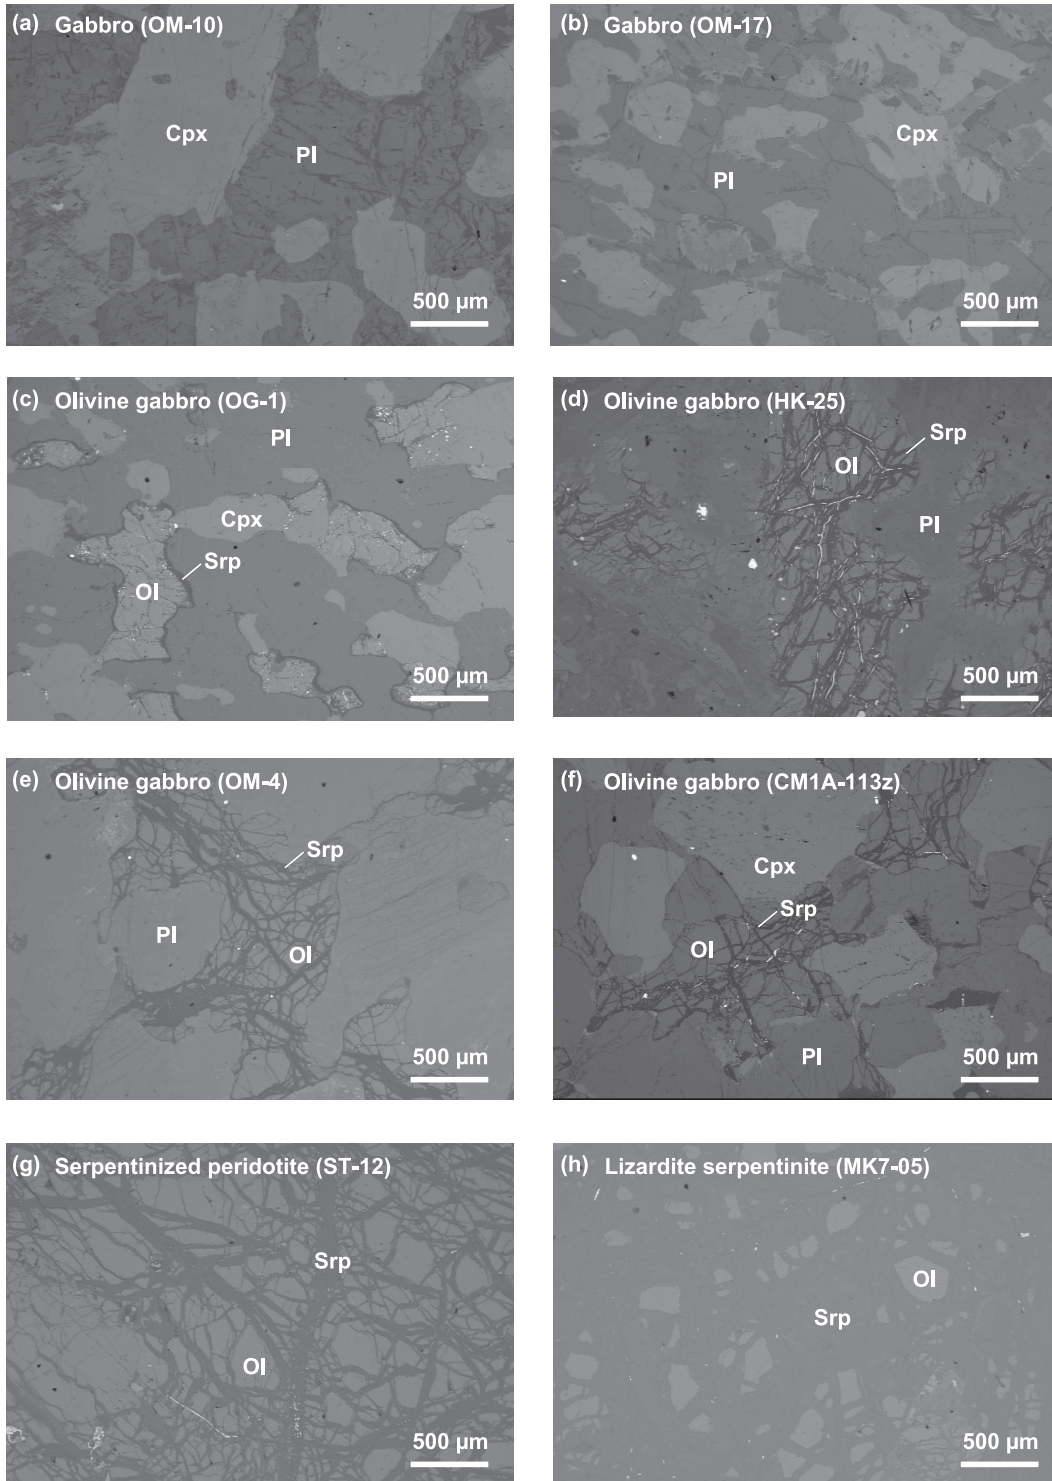 (a) Gabbro (OM-10)
Cpx
Pl
500 µm
(b) Gabbro (OM-17)
Cpx
Pl
500 µm
(c) Olivine gabbro (OG-1)
Pl
Cpx
Srp
Ol
500 µm
(d) Olivine gabbro (HK-25)
Srp
Ol
Pl
500 µm
(e) Olivine gabbro (OM-4)
Srp
Pl
Ol
500 µm
(f) Olivine gabbro (CM1A-113z)
Cpx
Srp
Ol
Pl
500 µm
(g) Serpentinized peridotite (ST-12)
Srp
Ol
500 µm
(h) Lizardite serpentinite (MK7-05)
Ol
Srp
500 µm